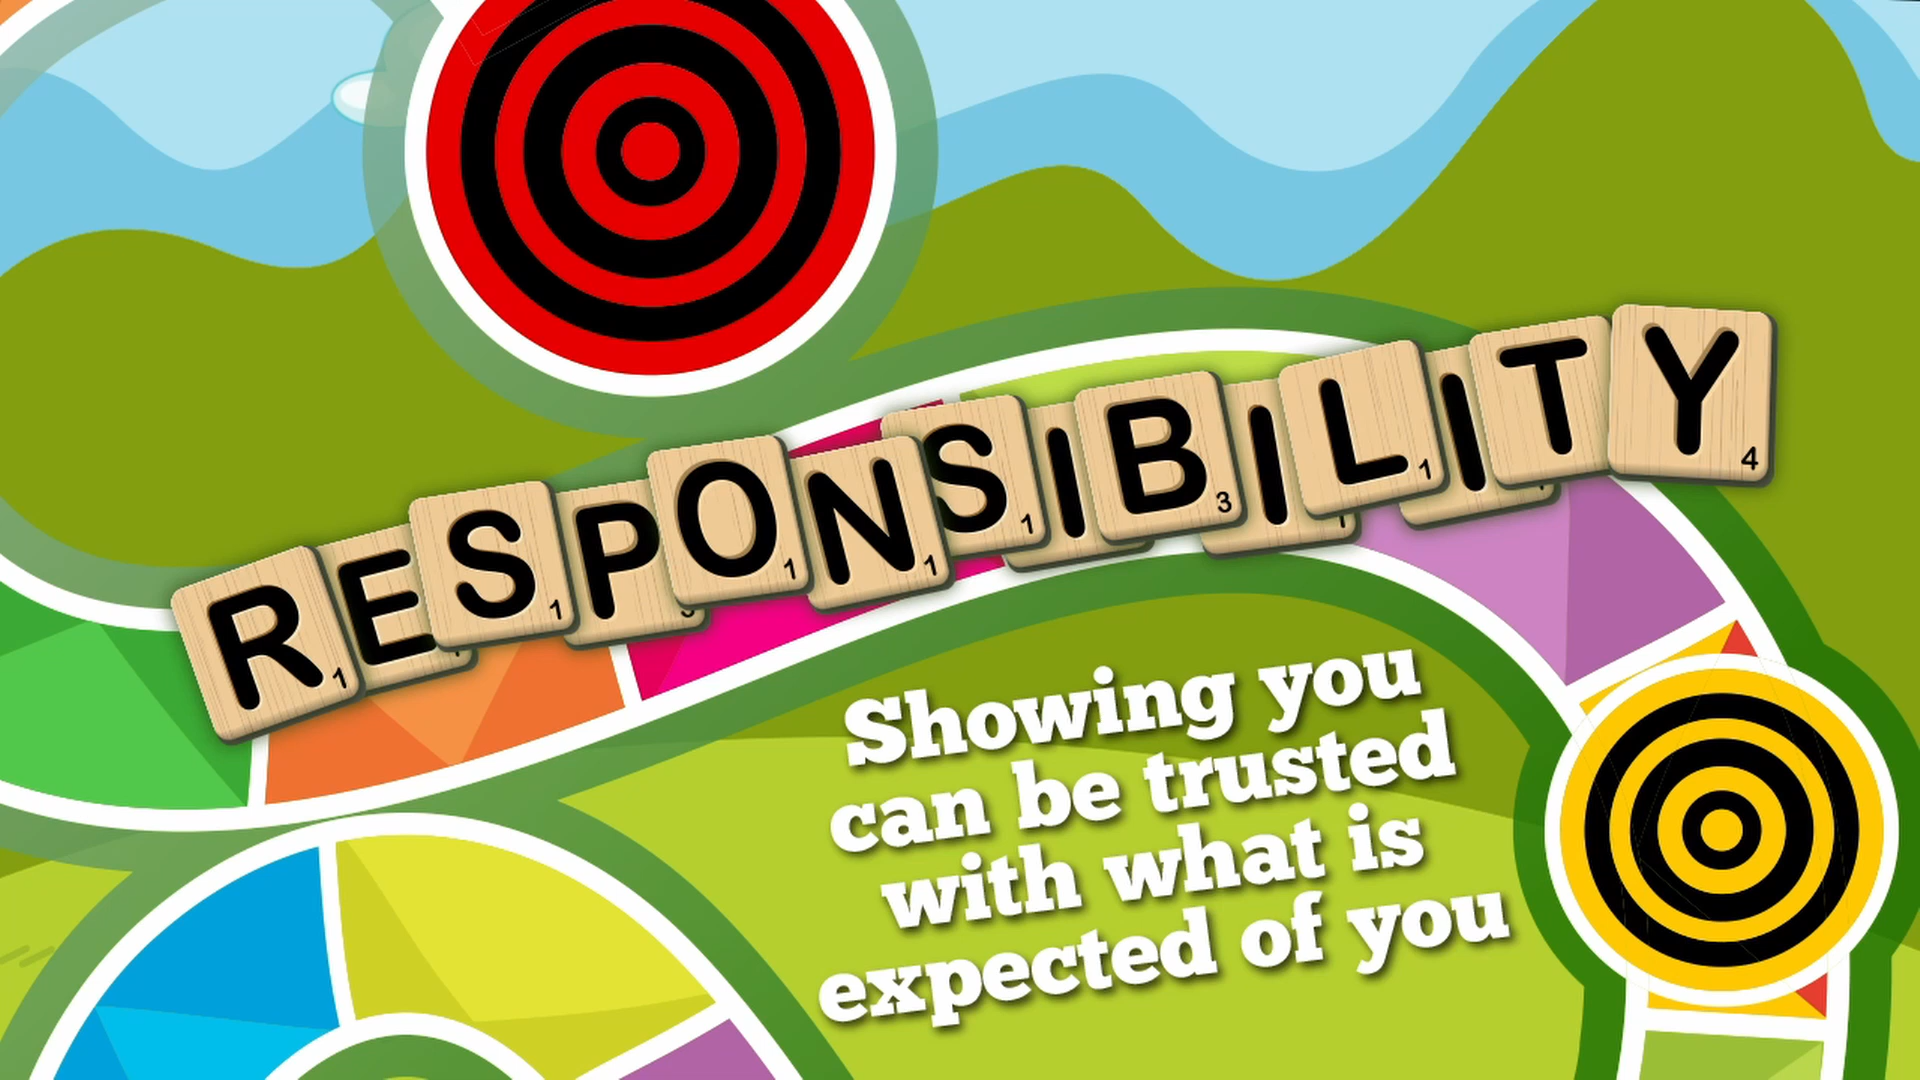 RESPONSIBILITY
Showing you
can be trusted
with what is
expected of you